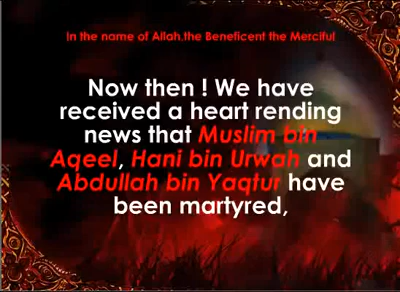 In the name of Allah,the Beneficent the Merciful
Now then ! We have
received a heart rending
news that Muslim bin
Aqeel, Hani bin Urwah and
Abdullah bin Yaqtur have
been martyred,